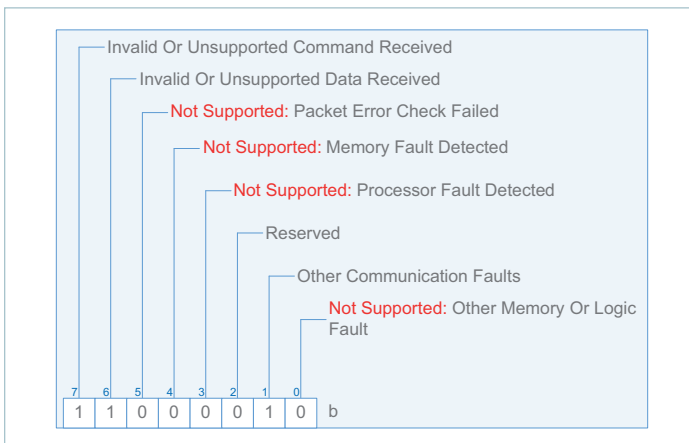 Invalid Or Unsupported Command Received
Invalid Or Unsupported Data Received
Not Supported: Packet Error Check Failed
Not Supported: Memory Fault Detected
Not Supported: Processor Fault Detected
Reserved
Other Communication Faults
Not Supported: Other Memory Or Logic
Fault
7 6 5 4 3 2 1 0
1 1 0 0 0 0 1 0 b